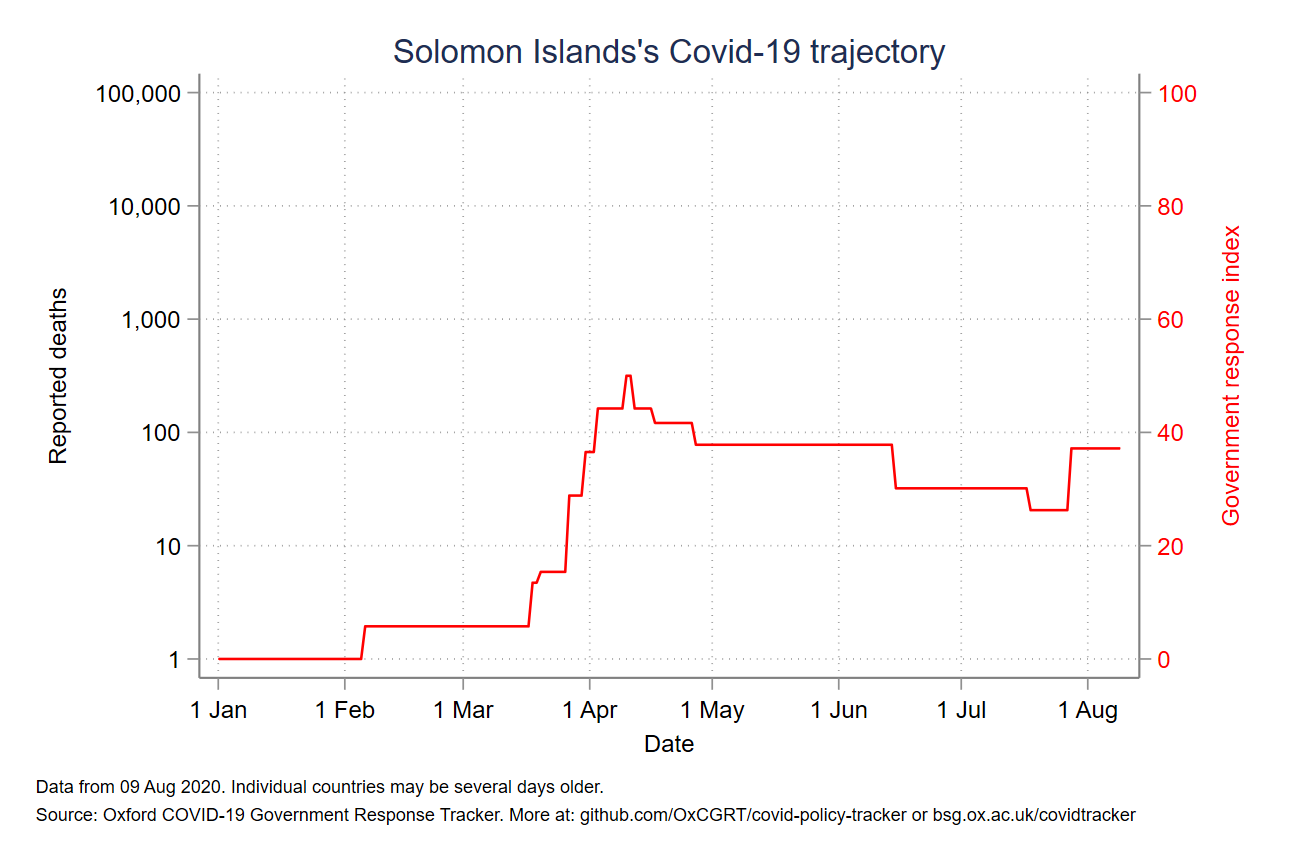 Solomon Islands's Covid-19 trajectory
100,000
10,000
1,000
100
10
1
Reported deaths
100
80
60
40
20
0
Government response index
1 Jan 1 Feb 1 Mar 1 Apr 1 May 1 Jun 1 Jul 1 Aug
Date
Data from 09 Aug 2020. Individual countries may be several days older.
Source: Oxford COVID-19 Government Response Tracker. More at: github.com/OxCGRT/covid-policy-tracker or bsg.ox.ac.uk/covidtracker